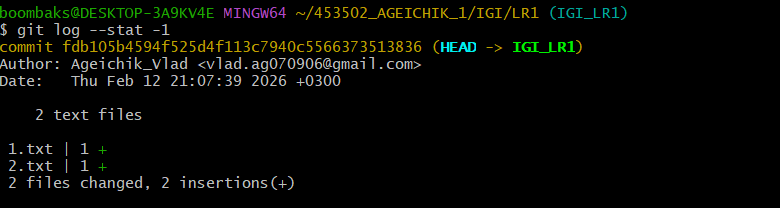 boombaks@DESKTOP-3A9KV4E MINGW64 ~/453502_AGEICHIK_1/IGI/LR1 (IGI_LR1)
$ git log --stat -1
commit fdb105b4594f525d4f113c7940c5566373513836 (HEAD -> IGI_LR1)
Author: Ageichik_Vlad <vlad.ag070906@gmail.com>
Date:   Thu Feb 12 21:07:39 2026 +0300
    2 text files
 1.txt | 1 +
 2.txt | 1 +
 2 files changed, 2 insertions(+)